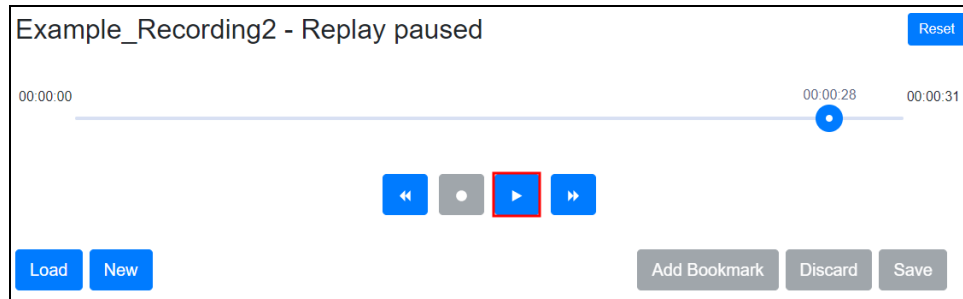 Example_Recording2 - Replay paused
Reset
00:00:00
00:00:28
00:00:31
Load
New
Add Bookmark
Discard
Save